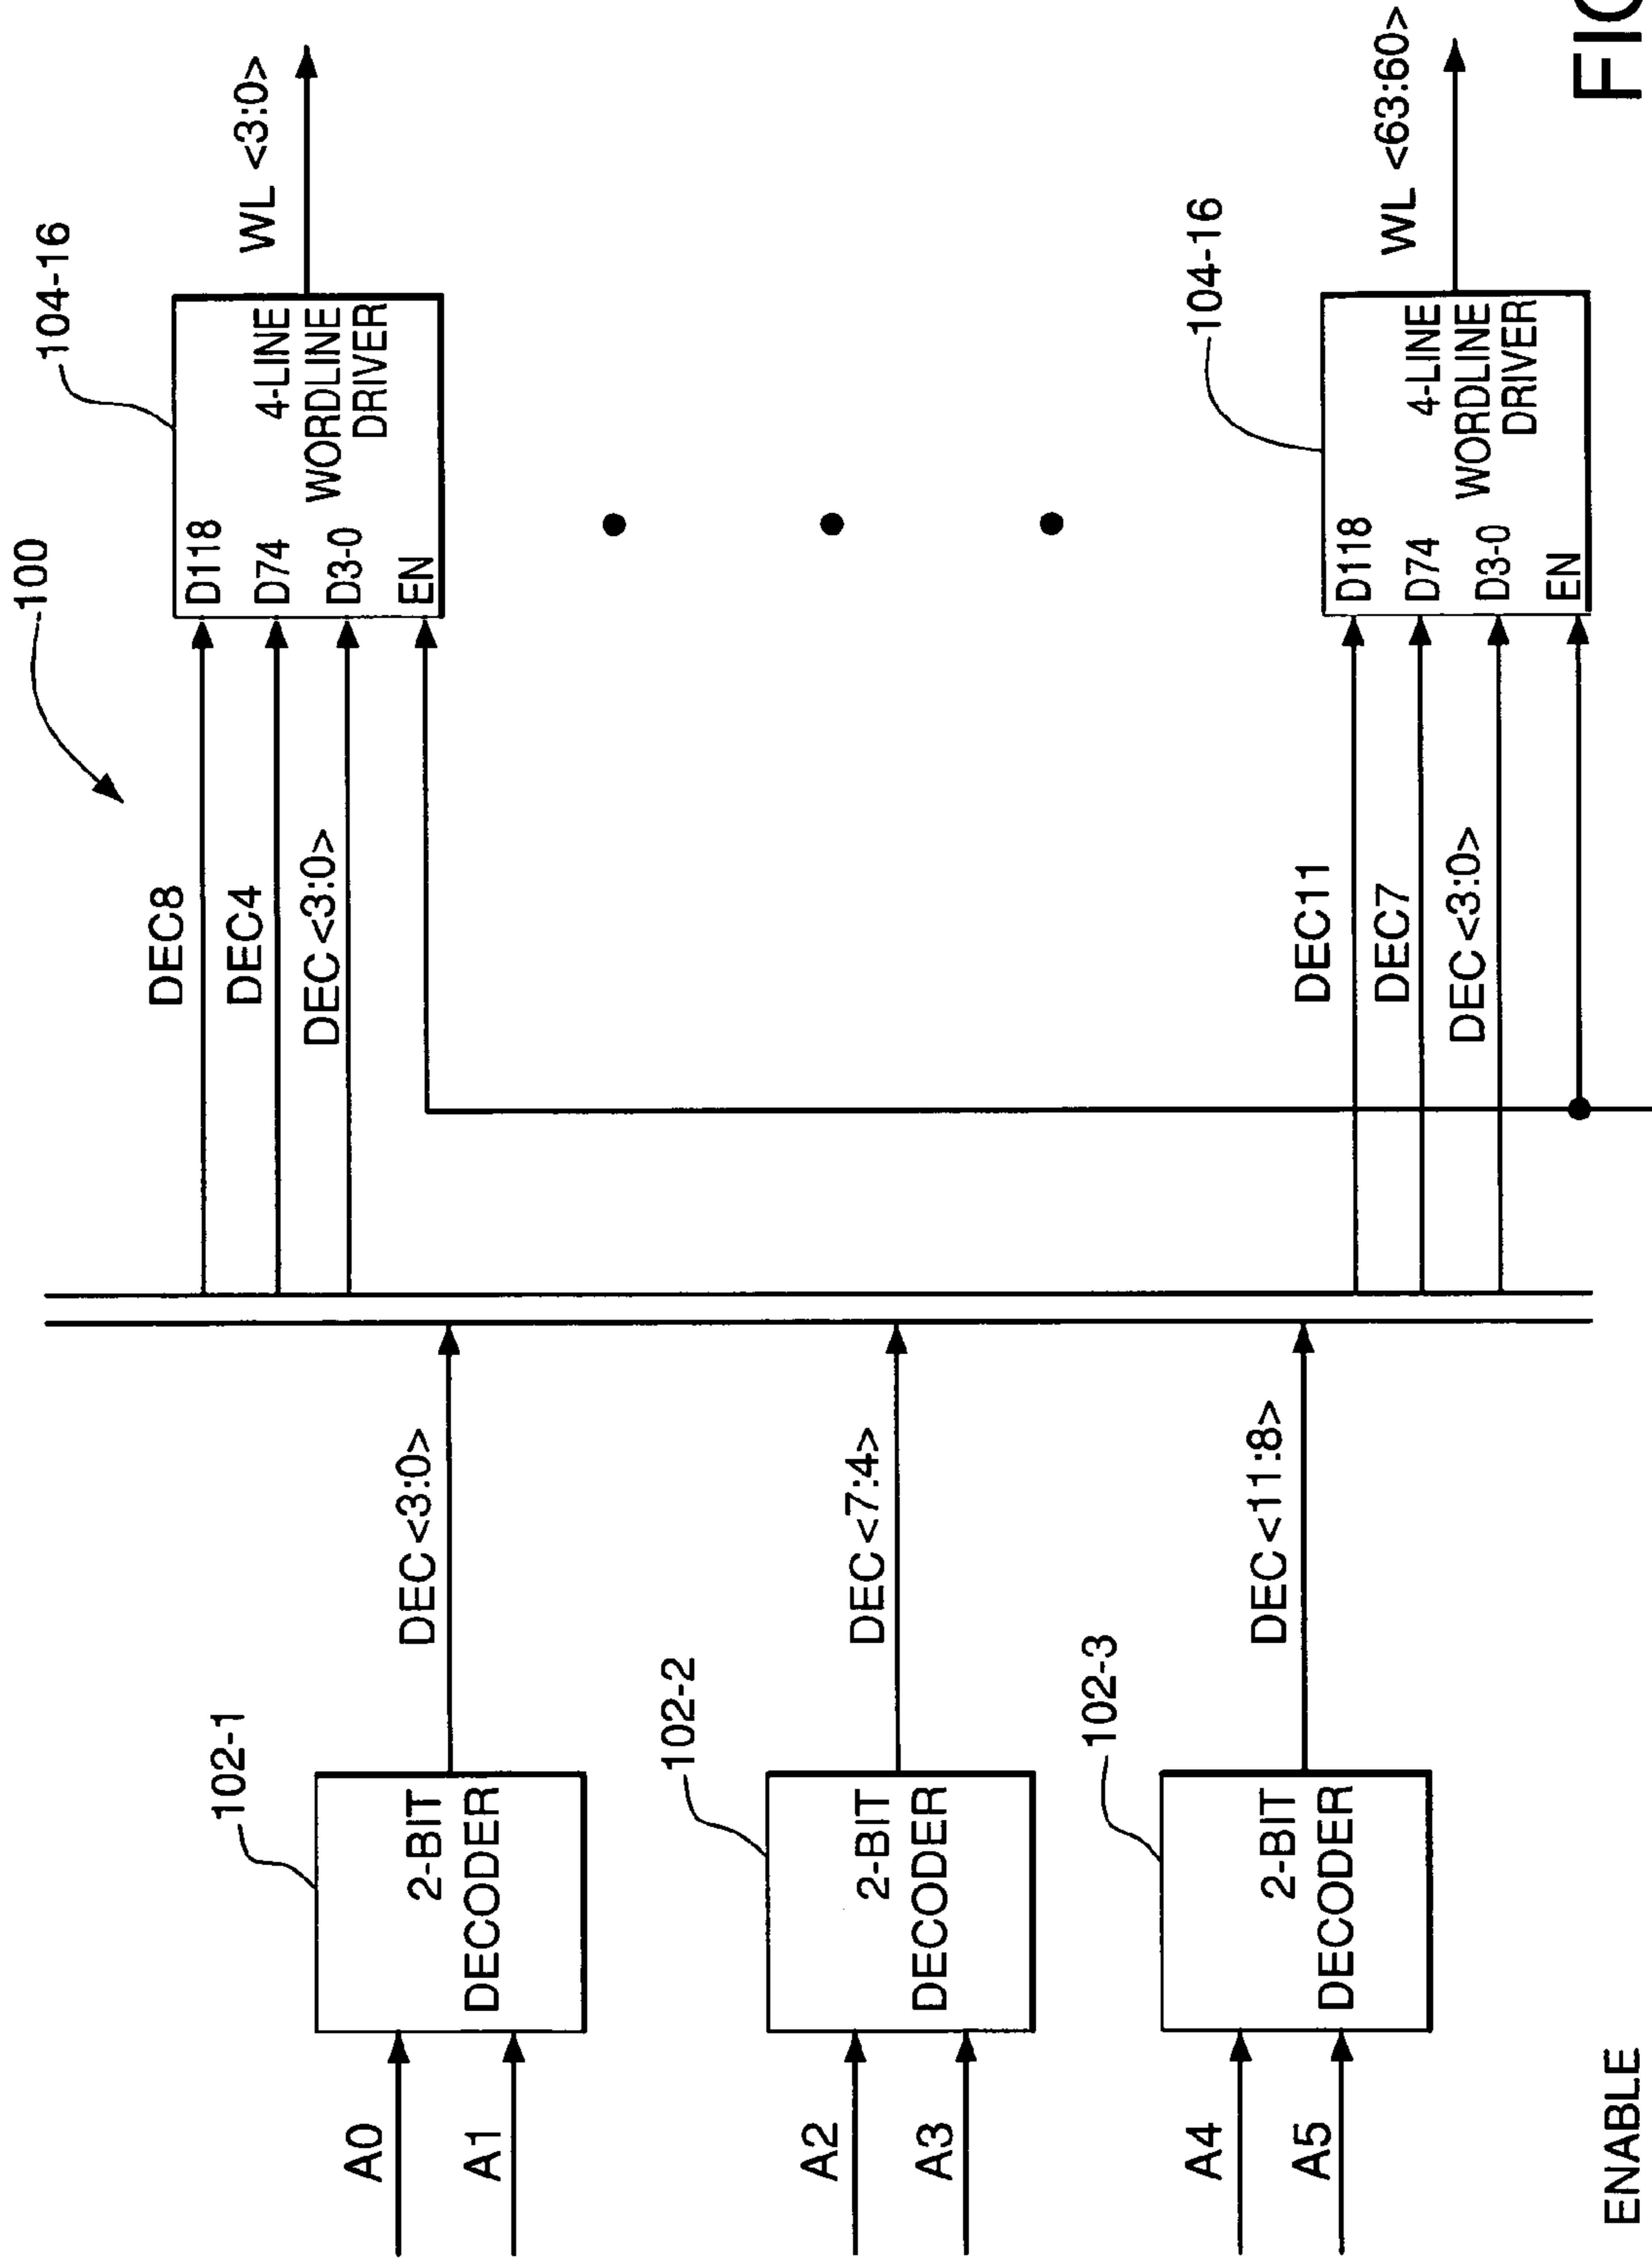 100
A0
A1
102-1
2-BIT
DECODER
DEC <3:0>
A2
A3
102-2
2-BIT
DECODER
DEC <7:4>
A4
A5
102-3
2-BIT
DECODER
DEC <11:8>
ENABLE
DEC8
DEC4
DEC <3:0>
104-16
D118
D74
D3-0
EN
4-LINE
WORDLINE
DRIVER
WL <3:0>
DEC11
DEC7
DEC <3:0>
104-16
D118
D74
D3-0
EN
4-LINE
WORDLINE
DRIVER
WL <63:60>